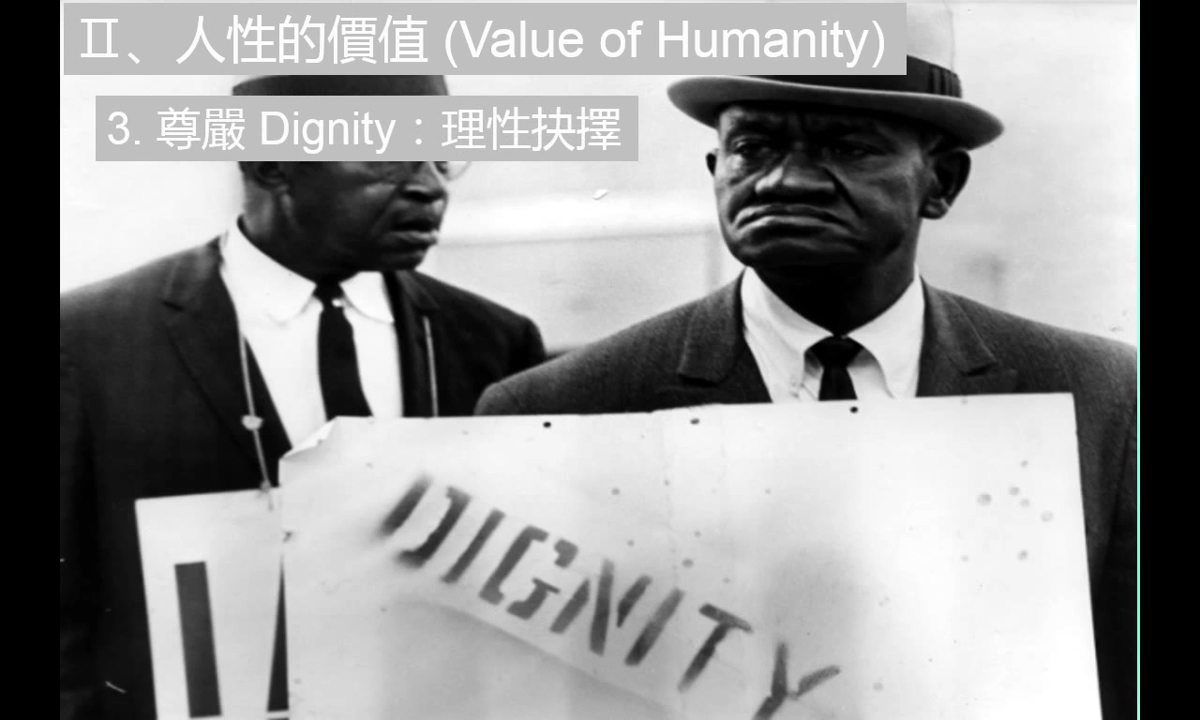 Ⅱ、人性的價值 (Value of Humanity)
3. 尊嚴 Dignity：理性抉擇
DIGNITY